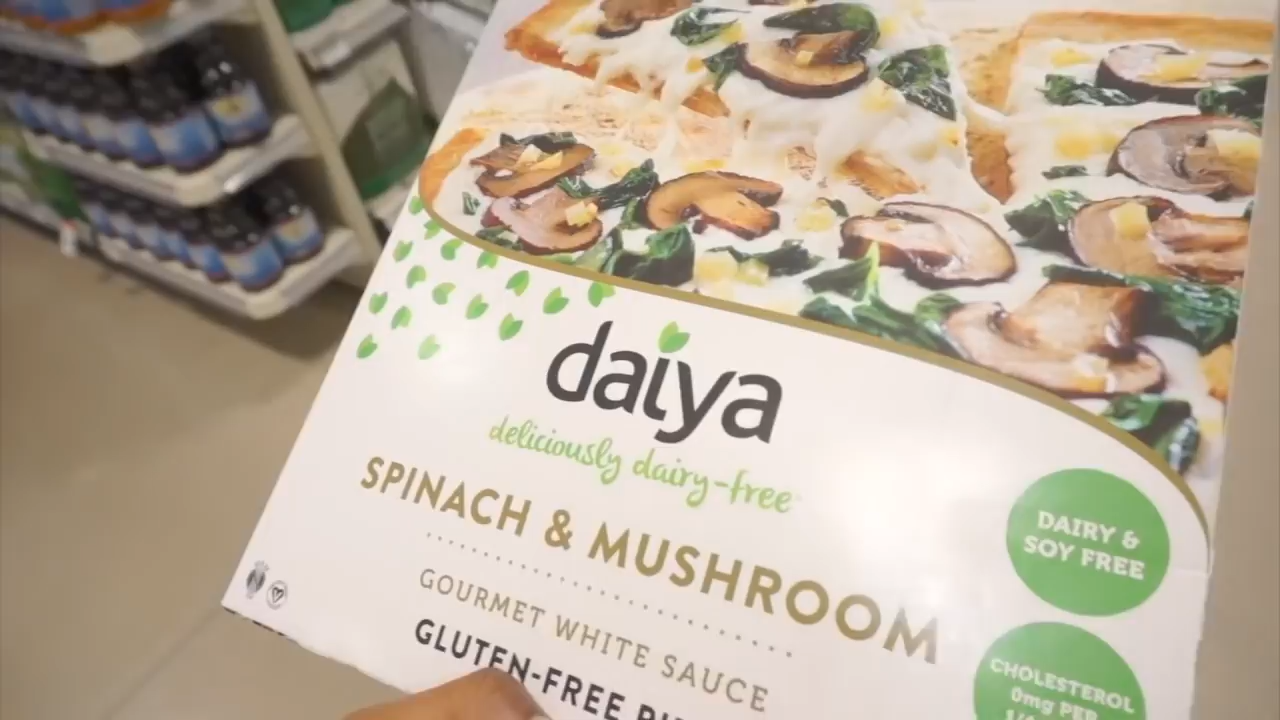 daiya
deliciously dairy-free
SPINACH & MUSHROOM
GOURMET WHITE SAUCE
GLUTEN-FREE
DAIRY &
SOY FREE
CHOLESTEROL
0mg PER